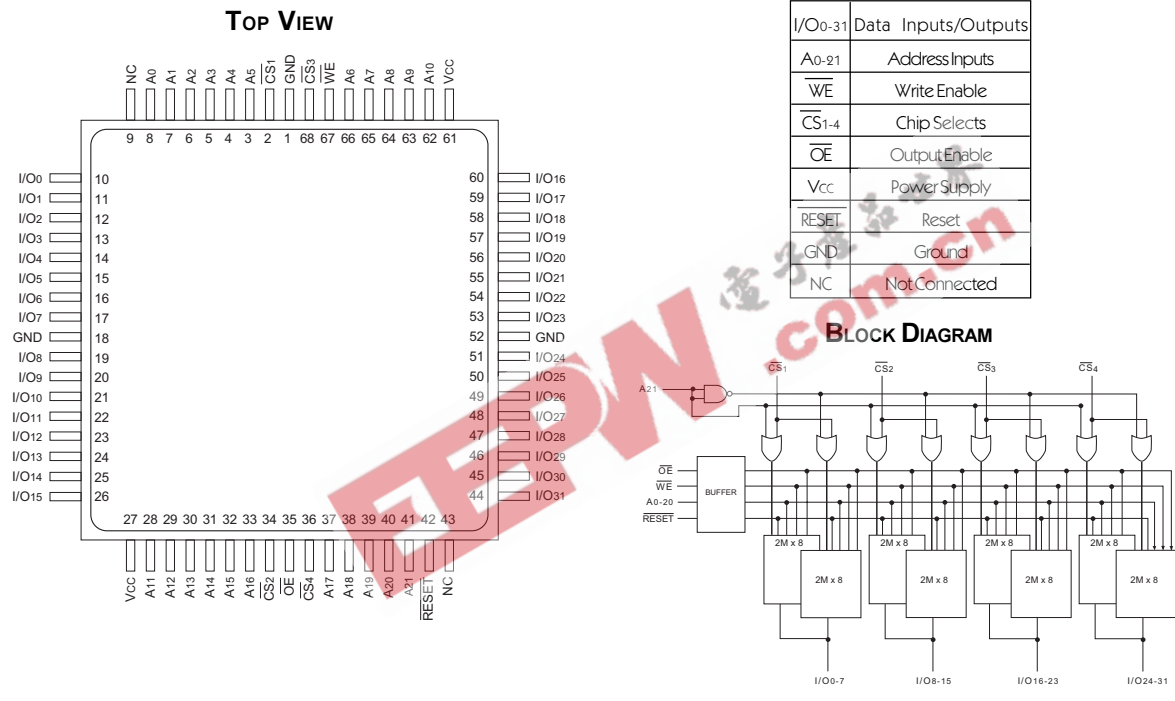 TOP VIEW
NC A0 A1 A2 A3 A4 A5 CS1 GND CS3 WE A6 A7 A8 A9 A10 VCC
9 8 7 6 5 4 3 2 1 68 67 66 65 64 63 62 61
I/O0 10 60 I/O16
I/O1 11 59 I/O17
I/O2 12 58 I/O18
I/O3 13 57 I/O19
I/O4 14 56 I/O20
I/O5 15 55 I/O21
I/O6 16 54 I/O22
I/O7 17 53 I/O23
GND 18 52 GND
I/O8 19 51 I/O24
I/O9 20 50 I/O25
I/O10 21 49 I/O26
I/O11 22 48 I/O27
I/O12 23 47 I/O28
I/O13 24 46 I/O29
I/O14 25 45 I/O30
I/O15 26 44 I/O31
27 28 29 30 31 32 33 34 35 36 37 38 39 40 41 42 43
VCC A11 A12 A13 A14 A15 A16 CS2 OE CS4 A17 A18 A19 A20 A21 RESET NC
I/O0-31 Data Inputs/Outputs
A0-21 Address Inputs
WE Write Enable
CS1-4 Chip Selects
OE Output Enable
VCC Power Supply
RESET Reset
GND Ground
NC Not Connected
BLOCK DIAGRAM
CS1 CS2 CS3 CS4
A21
OE
WE
A0-20
RESET
BUFFER
2M x 8 2M x 8 2M x 8 2M x 8
2M x 8 2M x 8 2M x 8 2M x 8
I/O0-7 I/O8-15 I/O16-23 I/O24-31
EEPW.com.cn
電子產品世界